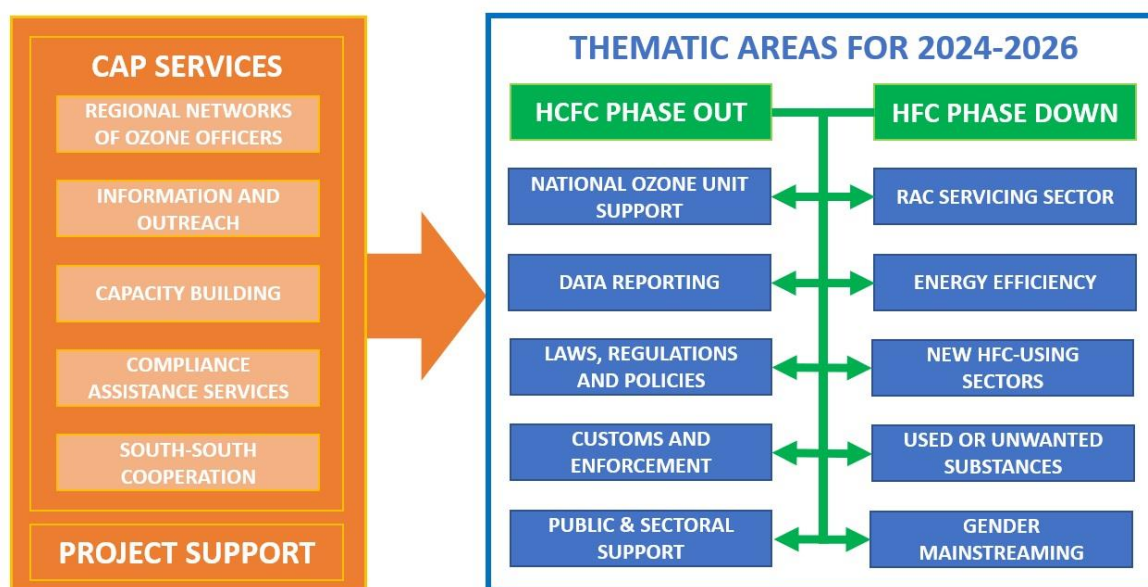 CAP SERVICES
REGIONAL NETWORKS
OF OZONE OFFICERS
INFORMATION AND
OUTREACH
CAPACITY BUILDING
COMPLIANCE
ASSISTANCE SERVICES
SOUTH-SOUTH
COOPERATION
PROJECT SUPPORT
THEMATIC AREAS FOR 2024-2026
HCFC PHASE OUT
HFC PHASE DOWN
NATIONAL OZONE UNIT
SUPPORT
RAC SERVICING SECTOR
DATA REPORTING
ENERGY EFFICIENCY
LAWS, REGULATIONS
AND POLICIES
NEW HFC-USING
SECTORS
CUSTOMS AND
ENFORCEMENT
USED OR UNWANTED
SUBSTANCES
PUBLIC & SECTORAL
SUPPORT
GENDER
MAINSTREAMING